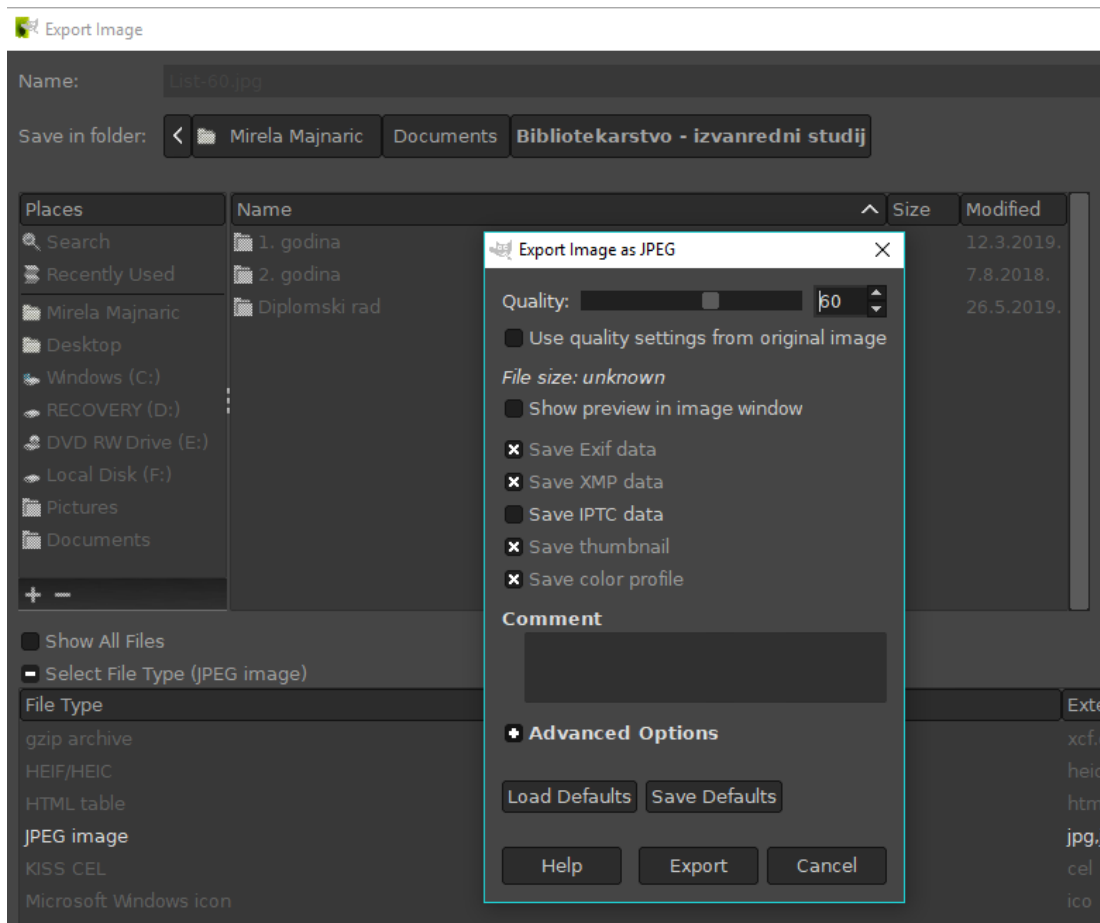 Export Image
Name: List-60.jpg
Save in folder: Mirela Majnaric Documents Bibliotekarstvo - izvanredni studij
Places Name Size Modified
Search 1. godina 12.3.2019.
Recently Used 2. godina 7.8.2018.
Mirela Majnaric Diplomski rad 26.5.2019.
Desktop
Windows (C:)
RECOVERY (D:)
DVD RW Drive (E:)
Local Disk (F:)
Pictures
Documents
Show All Files
Select File Type (JPEG image)
File Type Exte
gzip archive xcf.
HEIF/HEIC heic
HTML table htm
JPEG image jpg,
KISS CEL cel
Microsoft Windows icon ico
Export Image as JPEG
Quality: 60
Use quality settings from original image
File size: unknown
Show preview in image window
Save Exif data
Save XMP data
Save IPTC data
Save thumbnail
Save color profile
Comment
Advanced Options
Load Defaults Save Defaults
Help Export Cancel